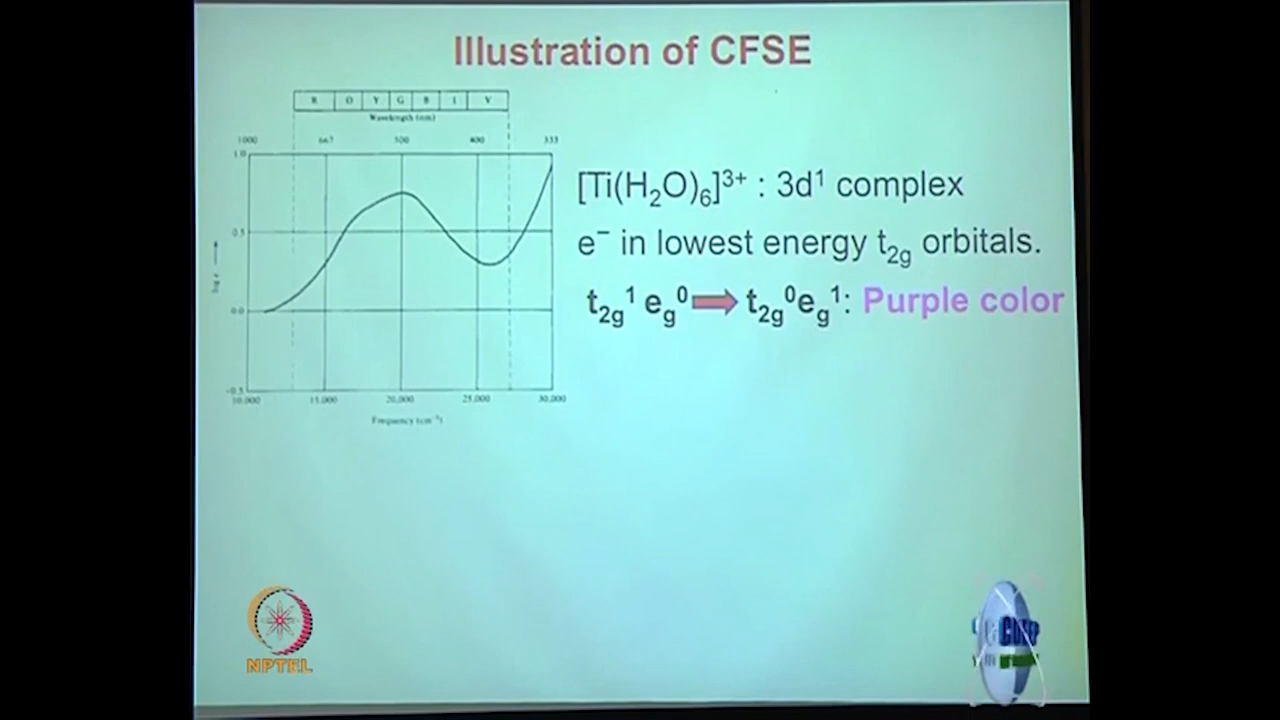 Illustration of CFSE
R O Y G B I V
Wavelength (nm)
1000 667 500 400 333
1.0
0.5
log ε
0.0
-0.5
10,000 15,000 20,000 25,000 30,000
Frequency (cm⁻¹)
[Ti(H₂O)₆]³⁺ : 3d¹ complex
e⁻ in lowest energy t₂g orbitals.
t₂g¹ eg⁰ ➡ t₂g⁰eg¹: Purple color
NPTEL
CDEEP